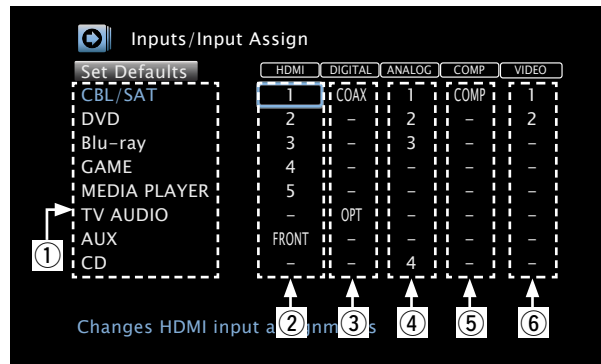 Inputs/Input Assign
Set Defaults HDMI DIGITAL ANALOG COMP VIDEO
CBL/SAT 1 COAX 1 COMP 1
DVD 2 – 2 – 2
Blu-ray 3 – 3 – –
GAME 4 – – – –
MEDIA PLAYER 5 – – – –
TV AUDIO – OPT – – –
AUX FRONT – – – –
CD – – 4 – –
① ② ③ ④ ⑤ ⑥
Changes HDMI input a gnm s